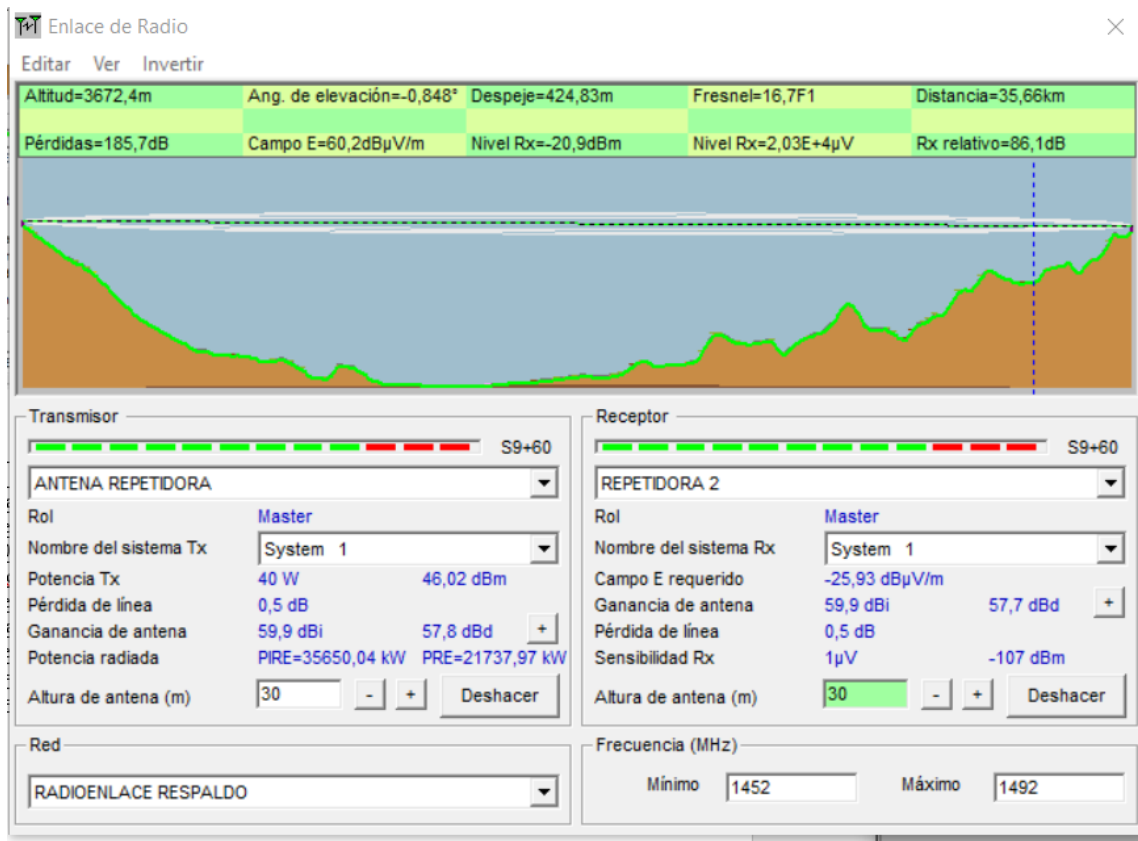 Enlace de Radio
Editar Ver Invertir
Altitud=3672,4m Ang. de elevación=-0,848° Despeje=424,83m Fresnel=16,7F1 Distancia=35,66km
Pérdidas=185,7dB Campo E=60,2dBµV/m Nivel Rx=-20,9dBm Nivel Rx=2,03E+4µV Rx relativo=86,1dB
Transmisor
S9+60
ANTENA REPETIDORA
Rol Master
Nombre del sistema Tx System 1
Potencia Tx 40 W 46,02 dBm
Pérdida de línea 0,5 dB
Ganancia de antena 59,9 dBi 57,8 dBd +
Potencia radiada PIRE=35650,04 kW PRE=21737,97 kW
Altura de antena (m) 30 - + Deshacer
Receptor
S9+60
REPETIDORA 2
Rol Master
Nombre del sistema Rx System 1
Campo E requerido -25,93 dBµV/m
Ganancia de antena 59,9 dBi 57,7 dBd +
Pérdida de línea 0,5 dB
Sensibilidad Rx 1µV -107 dBm
Altura de antena (m) 30 - + Deshacer
Red
RADIOENLACE RESPALDO
Frecuencia (MHz)
Mínimo 1452 Máximo 1492